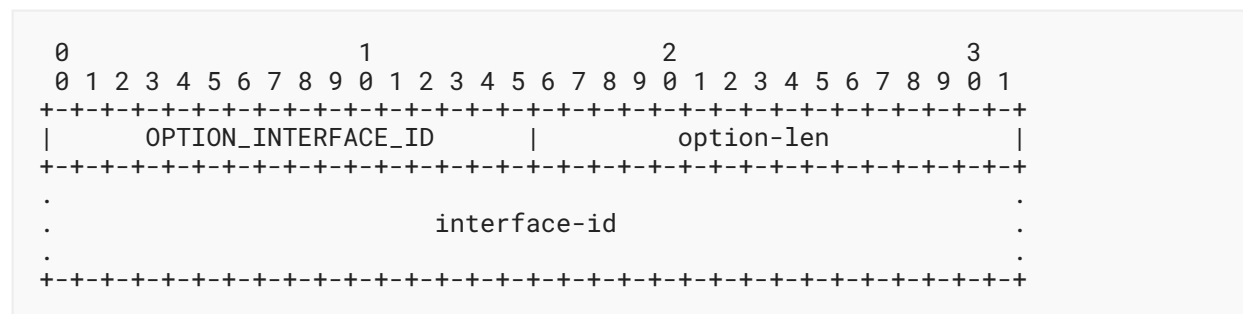 0                   1                   2                   3
 0 1 2 3 4 5 6 7 8 9 0 1 2 3 4 5 6 7 8 9 0 1 2 3 4 5 6 7 8 9 0 1
+-+-+-+-+-+-+-+-+-+-+-+-+-+-+-+-+-+-+-+-+-+-+-+-+-+-+-+-+-+-+-+-+
|      OPTION_INTERFACE_ID      |         option-len            |
+-+-+-+-+-+-+-+-+-+-+-+-+-+-+-+-+-+-+-+-+-+-+-+-+-+-+-+-+-+-+-+-+
.                                                               .
.                         interface-id                          .
.                                                               .
+-+-+-+-+-+-+-+-+-+-+-+-+-+-+-+-+-+-+-+-+-+-+-+-+-+-+-+-+-+-+-+-+